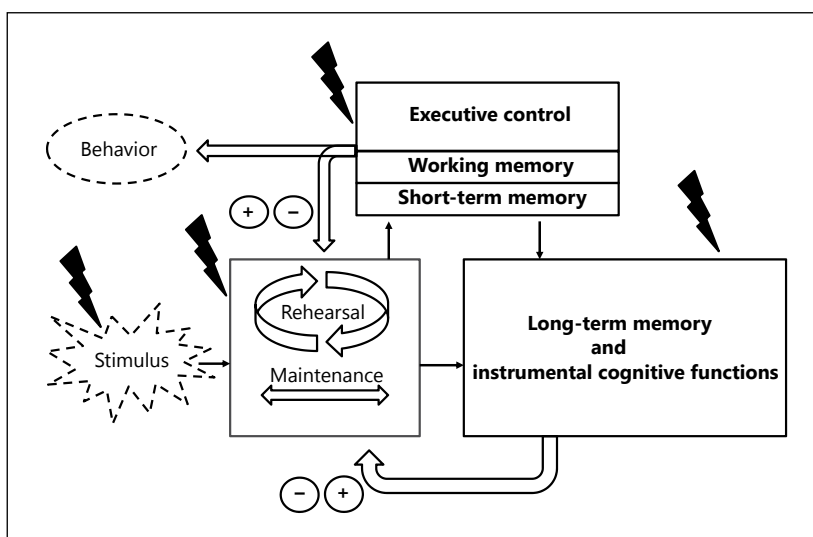 Executive control
Behavior
Working memory
Short-term memory
+ −
Rehearsal
Stimulus
Maintenance
Long-term memory
and
instrumental cognitive functions
− +